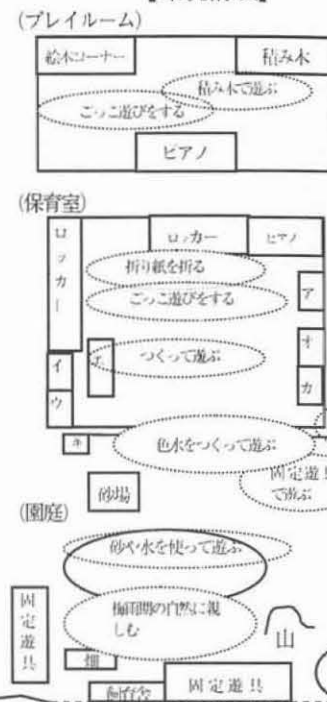 (プレイルーム)
絵本コーナー
積み木
積み木で遊ぶ
ごっこ遊びをする
ピアノ
(保育室)
ロッカー
ロッカー
ピアノ
折り紙を折る
ごっこ遊びをする
ア
つくって遊ぶ
オ
イ
カ
ウ
色水をつくって遊ぶ
砂場
固定遊具
で遊ぶ
(園庭)
砂や水を使って遊ぶ
固定遊具
梅雨期の自然に親
しむ
山
畑
飼育舎
固定遊具